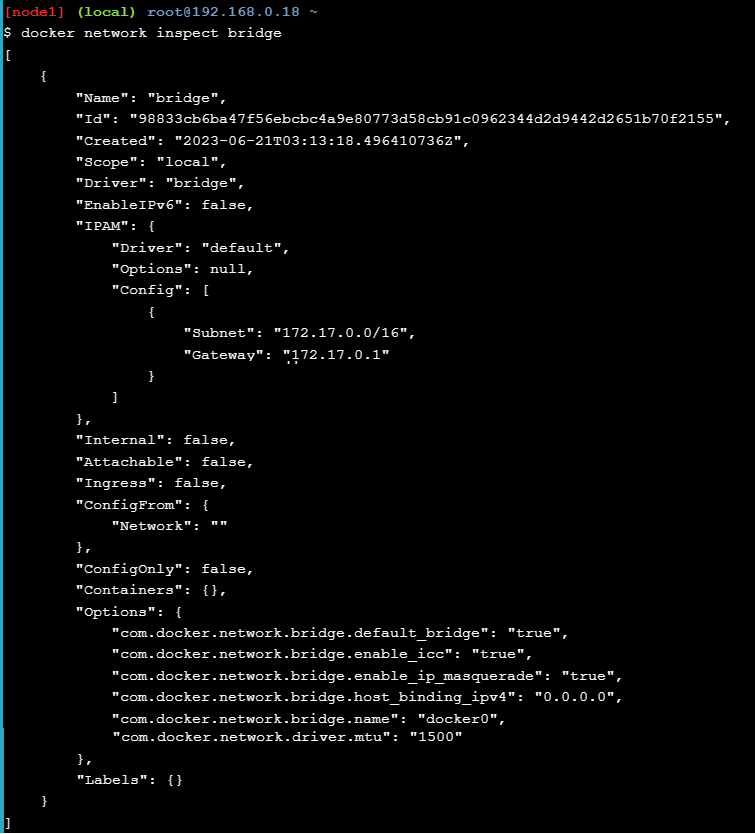 [node1] (local) root@192.168.0.18 ~
$ docker network inspect bridge
[
    {
        "Name": "bridge",
        "Id": "98833cb6ba47f56ebcbc4a9e80773d58cb91c0962344d2d9442d2651b70f2155",
        "Created": "2023-06-21T03:13:18.496410736Z",
        "Scope": "local",
        "Driver": "bridge",
        "EnableIPv6": false,
        "IPAM": {
            "Driver": "default",
            "Options": null,
            "Config": [
                {
                    "Subnet": "172.17.0.0/16",
                    "Gateway": "172.17.0.1"
                }
            ]
        },
        "Internal": false,
        "Attachable": false,
        "Ingress": false,
        "ConfigFrom": {
            "Network": ""
        },
        "ConfigOnly": false,
        "Containers": {},
        "Options": {
            "com.docker.network.bridge.default_bridge": "true",
            "com.docker.network.bridge.enable_icc": "true",
            "com.docker.network.bridge.enable_ip_masquerade": "true",
            "com.docker.network.bridge.host_binding_ipv4": "0.0.0.0",
            "com.docker.network.bridge.name": "docker0",
            "com.docker.network.driver.mtu": "1500"
        },
        "Labels": {}
    }
]